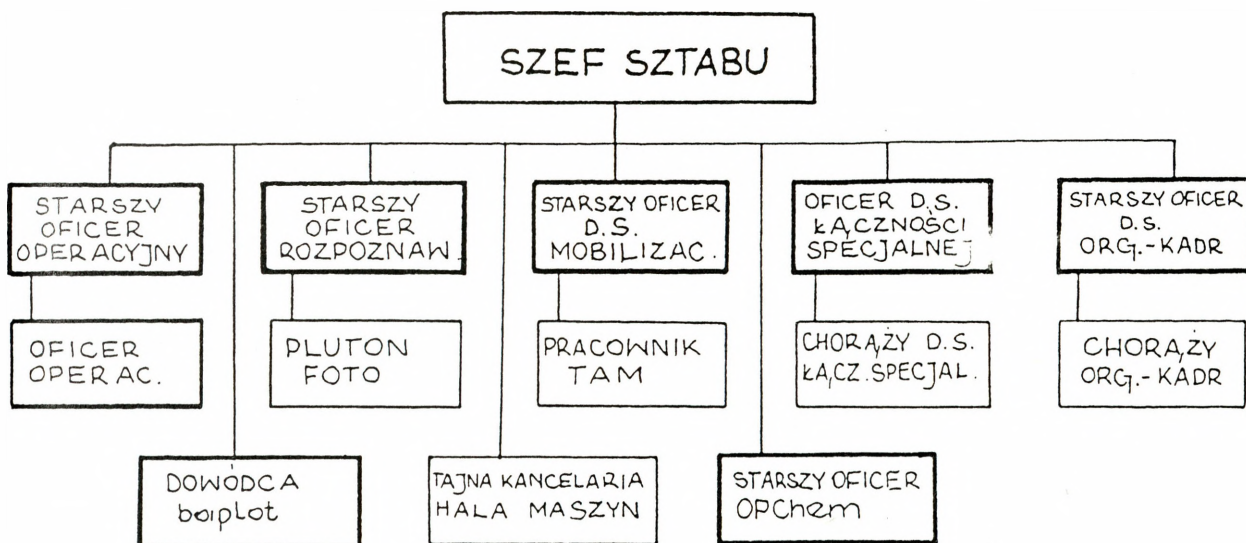 SZEF SZTABU
STARSZY
OFICER
OPERACYJNY
STARSZY
OFICER
ROZPOZNAW.
STARSZY OFICER
D.S.
MOBILIZAC.
OFICER D.S.
ŁĄCZNOŚCI
SPECJALNEJ
STARSZY OFICER
D.S.
ORG.-KADR
OFICER
OPERAC.
PLUTON
FOTO
PRACOWNIK
TAM
CHORĄŻY D.S.
ŁĄCZ.SPECJAL.
CHORĄŻY
ORG.-KADR
DOWÓDCA
baplot
TAJNA KANCELARIA
HALA MASZYN
STARSZY OFICER
OPChem